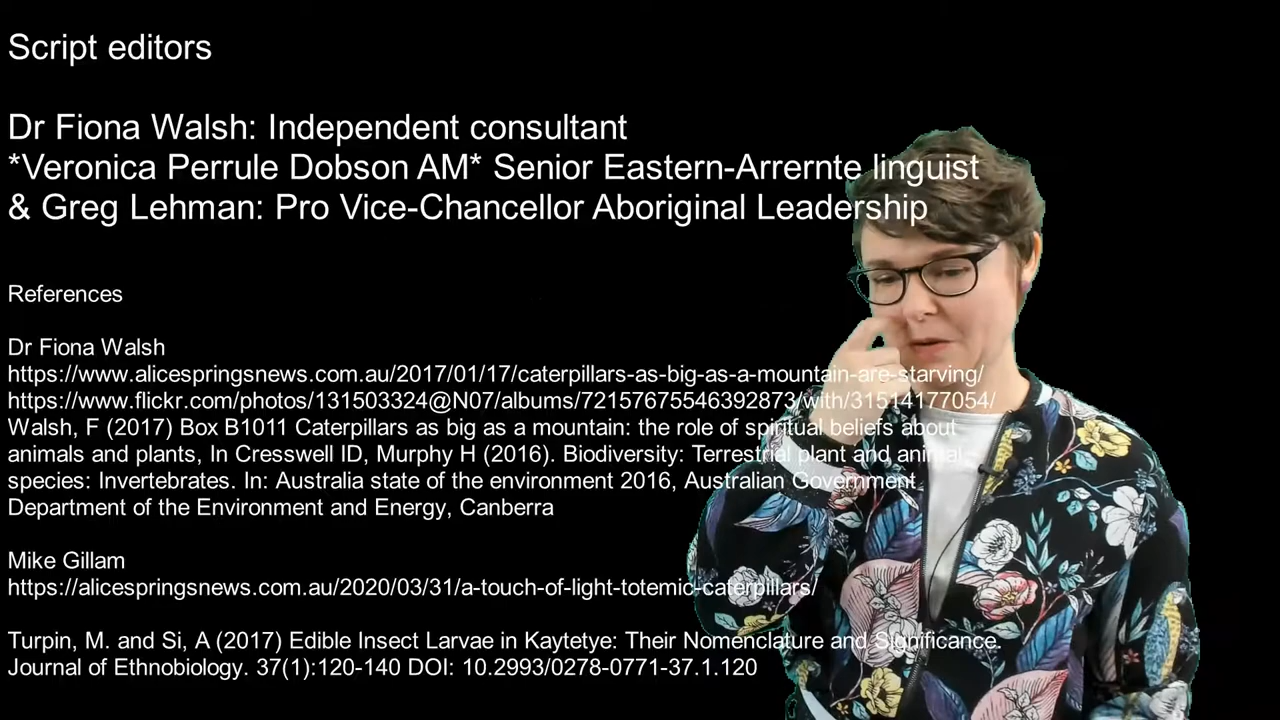 Script editors
Dr Fiona Walsh: Independent consultant
*Veronica Perrule Dobson AM* Senior Eastern-Arrernte linguist
& Greg Lehman: Pro Vice-Chancellor Aboriginal Leadership
References
Dr Fiona Walsh
https://www.alicespringsnews.com.au/2017/01/17/caterpillars-as-big-as-a-mountain-are-starving/
https://www.flickr.com/photos/131503324@N07/albums/72157675546392873/with/31514177054/
Walsh, F (2017) Box B1011 Caterpillars as big as a mountain: the role of spiritual beliefs about
animals and plants, In Cresswell ID, Murphy H (2016). Biodiversity: Terrestrial plant and animal
species: Invertebrates. In: Australia state of the environment 2016, Australian Government
Department of the Environment and Energy, Canberra
Mike Gillam
https://alicespringsnews.com.au/2020/03/31/a-touch-of-light-totemic-caterpillars/
Turpin, M. and Si, A (2017) Edible Insect Larvae in Kaytetye: Their Nomenclature and Significance.
Journal of Ethnobiology. 37(1):120-140 DOI: 10.2993/0278-0771-37.1.120